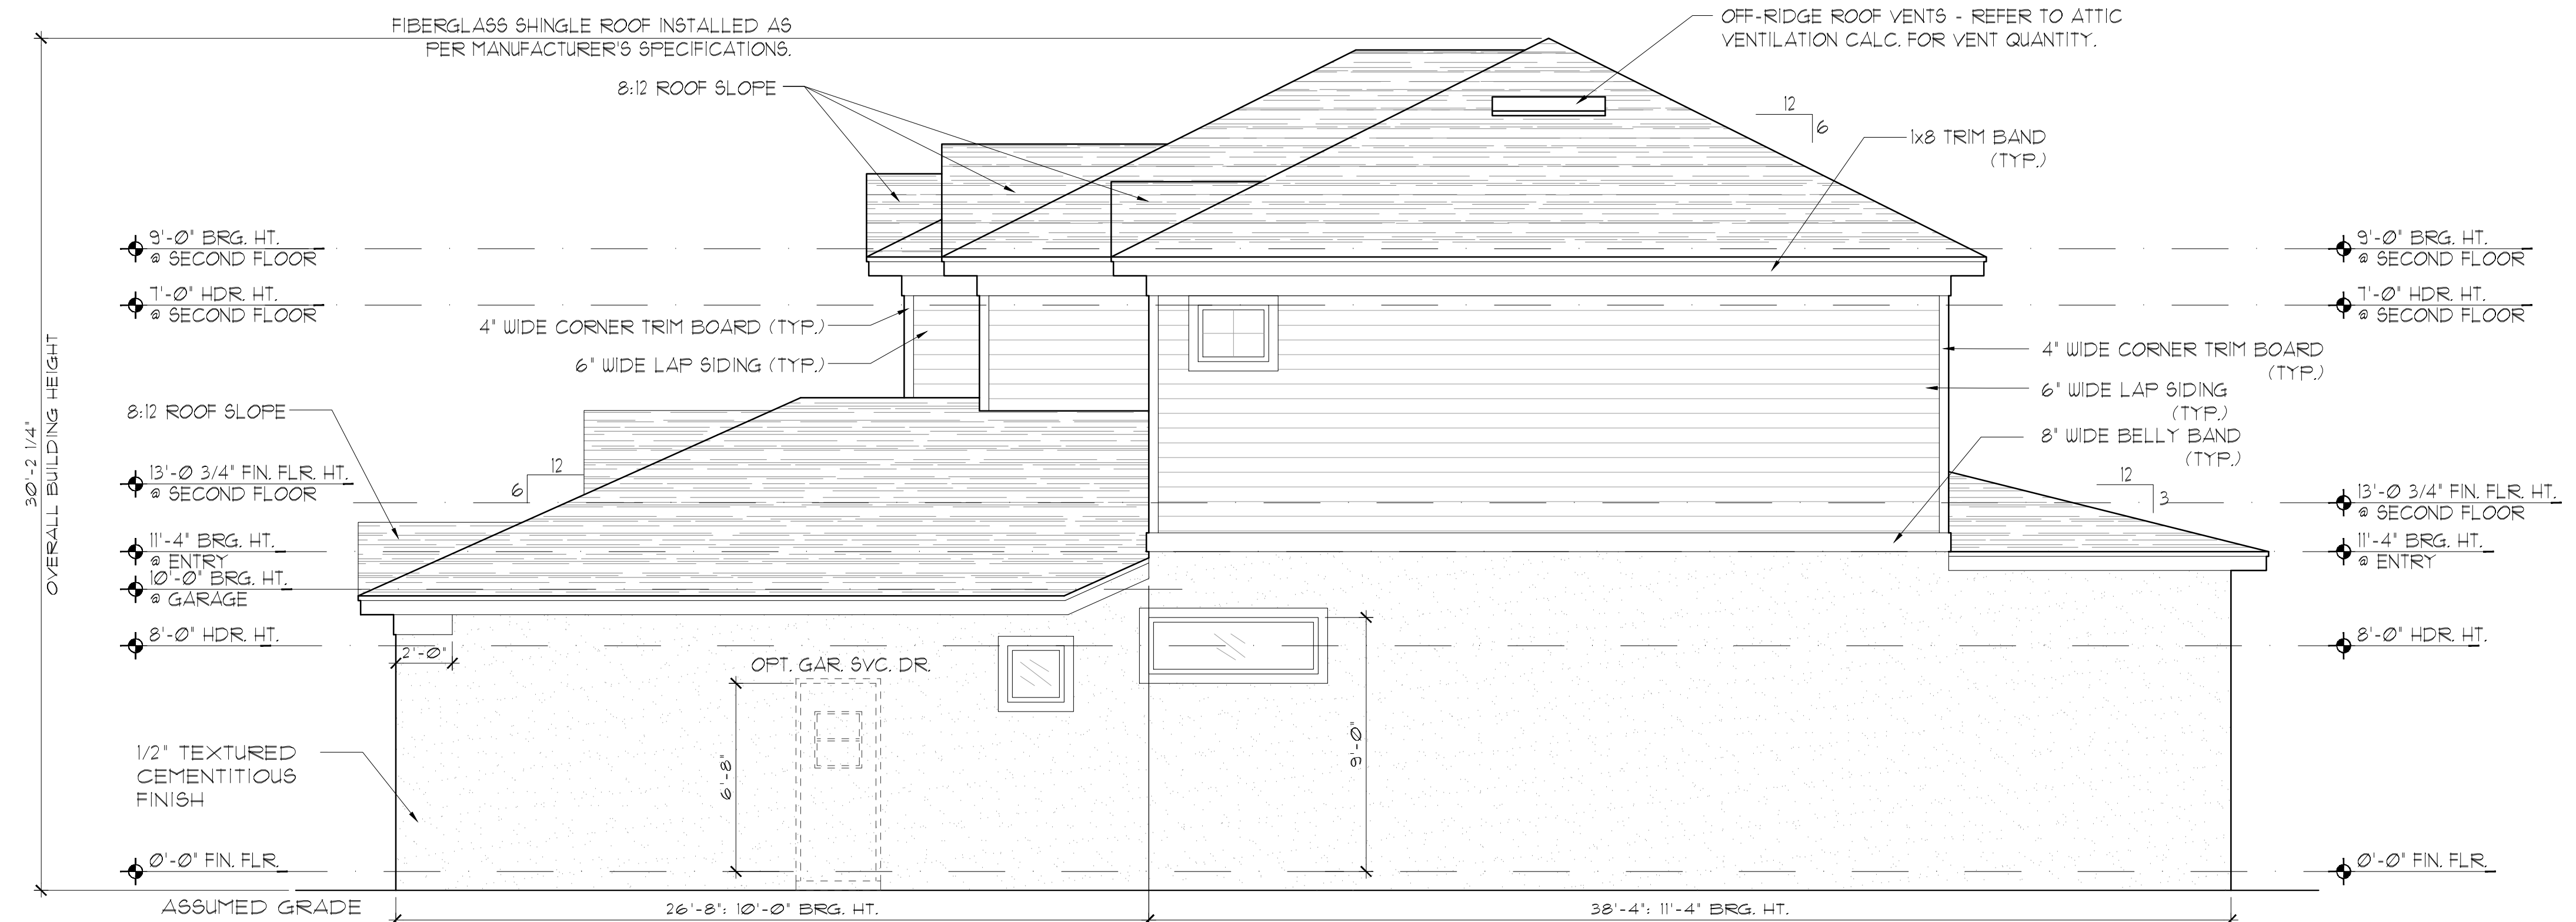 FIBERGLASS SHINGLE ROOF INSTALLED AS
PER MANUFACTURER'S SPECIFICATIONS.
8:12 ROOF SLOPE
OFF-RIDGE ROOF VENTS - REFER TO ATTIC
VENTILATION CALC. FOR VENT QUANTITY.
12
6
1x8 TRIM BAND
(TYP.)
9'-0" BRG. HT.
@ SECOND FLOOR
7'-0" HDR. HT.
@ SECOND FLOOR
4" WIDE CORNER TRIM BOARD (TYP.)
6" WIDE LAP SIDING (TYP.)
9'-0" BRG. HT.
@ SECOND FLOOR
7'-0" HDR. HT.
@ SECOND FLOOR
4" WIDE CORNER TRIM BOARD
(TYP.)
6" WIDE LAP SIDING
(TYP.)
8" WIDE BELLY BAND
(TYP.)
30'-2 1/4"
OVERALL BUILDING HEIGHT
8:12 ROOF SLOPE
12
6
13'-0 3/4" FIN. FLR. HT.
@ SECOND FLOOR
11'-4" BRG. HT.
@ ENTRY
10'-0" BRG. HT.
@ GARAGE
8'-0" HDR. HT.
12
3
13'-0 3/4" FIN. FLR. HT.
@ SECOND FLOOR
11'-4" BRG. HT.
@ ENTRY
8'-0" HDR. HT.
2'-0"
OPT. GAR. SVC. DR.
6'-8"
9'-0"
1/2" TEXTURED
CEMENTITIOUS
FINISH
0'-0" FIN. FLR.
0'-0" FIN. FLR.
ASSUMED GRADE
26'-8": 10'-0" BRG. HT.
38'-4": 11'-4" BRG. HT.